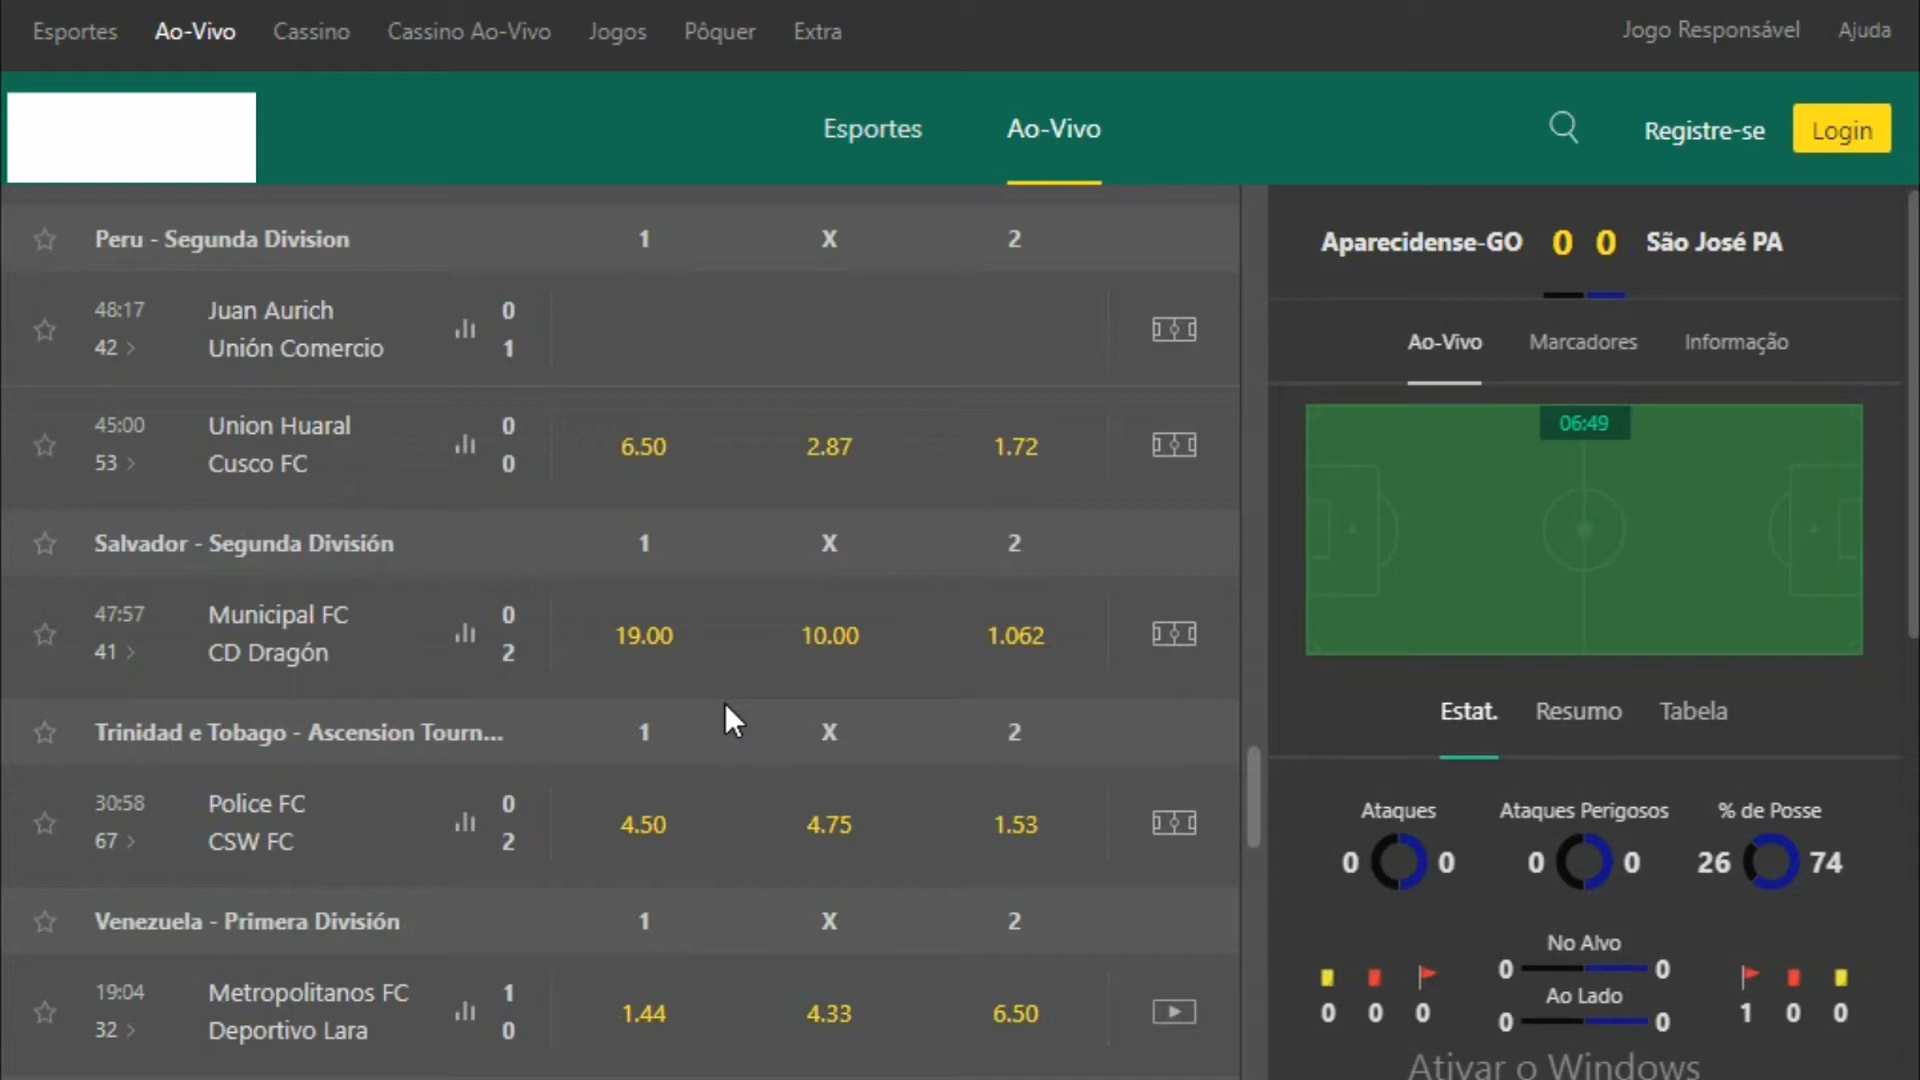 Esportes Ao-Vivo Cassino Cassino Ao-Vivo Jogos Pôquer Extra Jogo Responsável Ajuda
Esportes Ao-Vivo Registre-se Login
Peru - Segunda Division 1 X 2
48:17 Juan Aurich 0
42 > Unión Comercio 1
45:00 Union Huaral 0
53 > Cusco FC 0
6.50 2.87 1.72
Salvador - Segunda División 1 X 2
47:57 Municipal FC 0
41 > CD Dragón 2
19.00 10.00 1.062
Trinidad e Tobago - Ascension Tourn... 1 X 2
30:58 Police FC 0
67 > CSW FC 2
4.50 4.75 1.53
Venezuela - Primera División 1 X 2
19:04 Metropolitanos FC 1
32 > Deportivo Lara 0
1.44 4.33 6.50
Aparecidense-GO 0 0 São José PA
Ao-Vivo Marcadores Informação
06:49
Estat. Resumo Tabela
Ataques Ataques Perigosos % de Posse
0 0 0 0 26 74
No Alvo
0 0
Ao Lado
0 0 0 0 0 1 0 0
Ativar o Windows